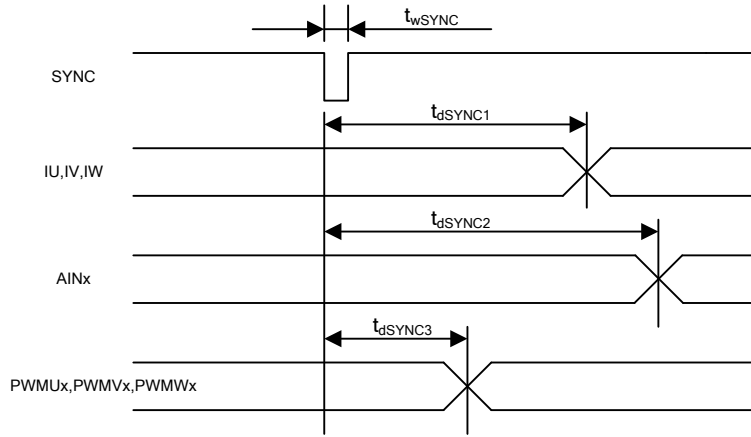 twSYNC
SYNC
tdSYNC1
IU,IV,IW
tdSYNC2
AINx
tdSYNC3
PWMUx,PWMVx,PWMWx